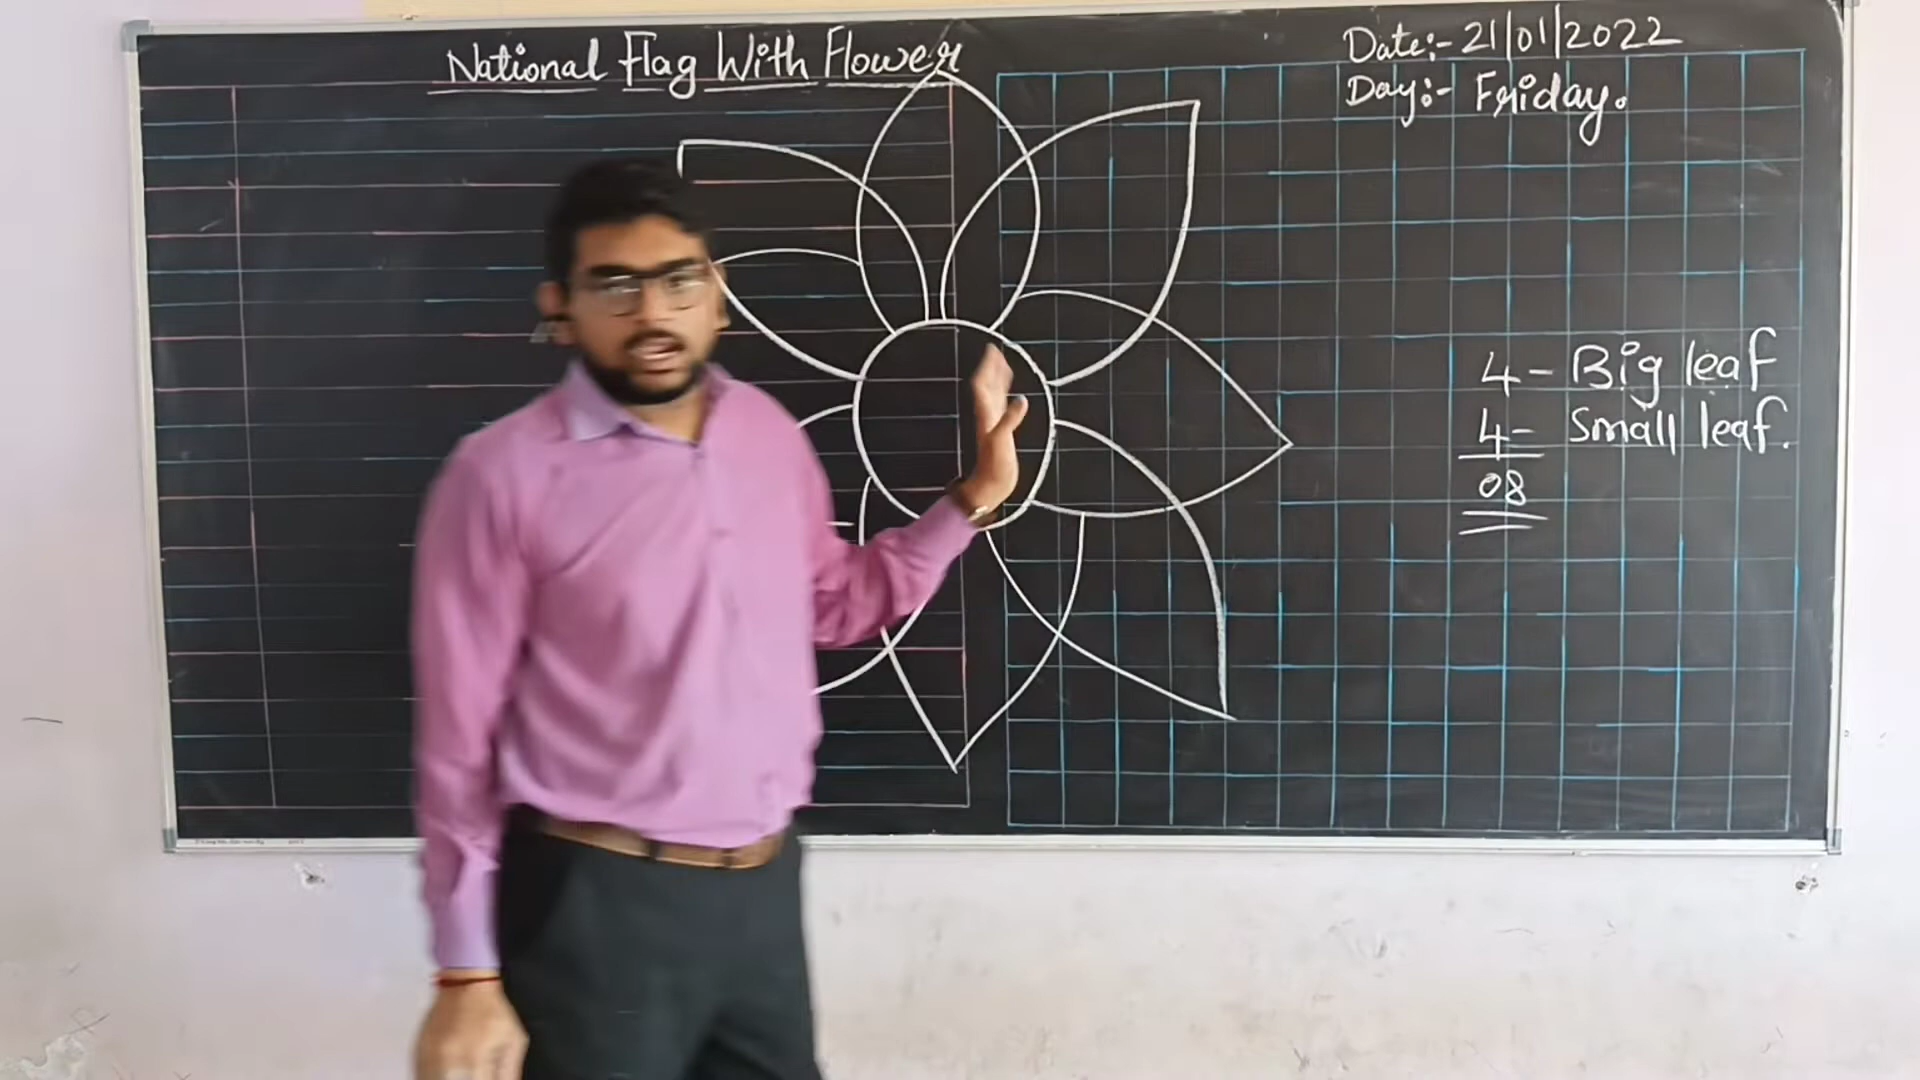 National Flag With Flower
Date:- 21/01/2022
Day:- Friday.
4- Big leaf
4- Small leaf.
08